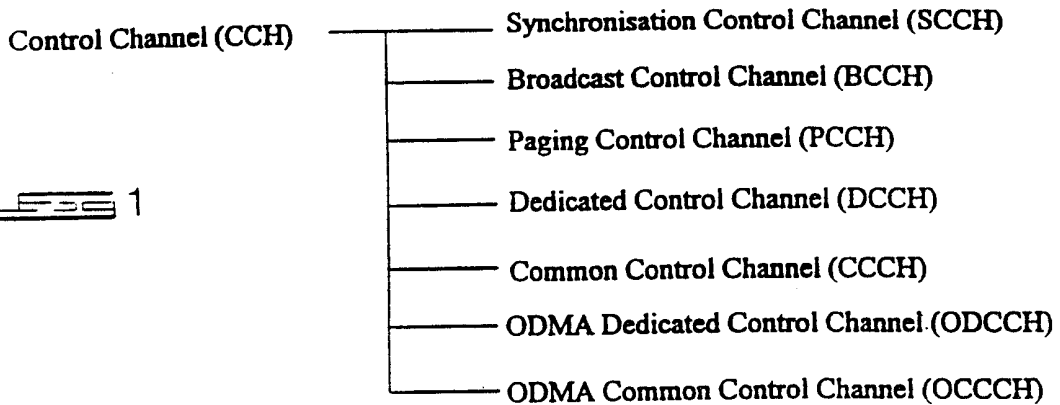 Control Channel (CCH)
Synchronisation Control Channel (SCCH)
Broadcast Control Channel (BCCH)
Paging Control Channel (PCCH)
1
Dedicated Control Channel (DCCH)
Common Control Channel (CCCH)
ODMA Dedicated Control Channel (ODCCH)
ODMA Common Control Channel (OCCCH)